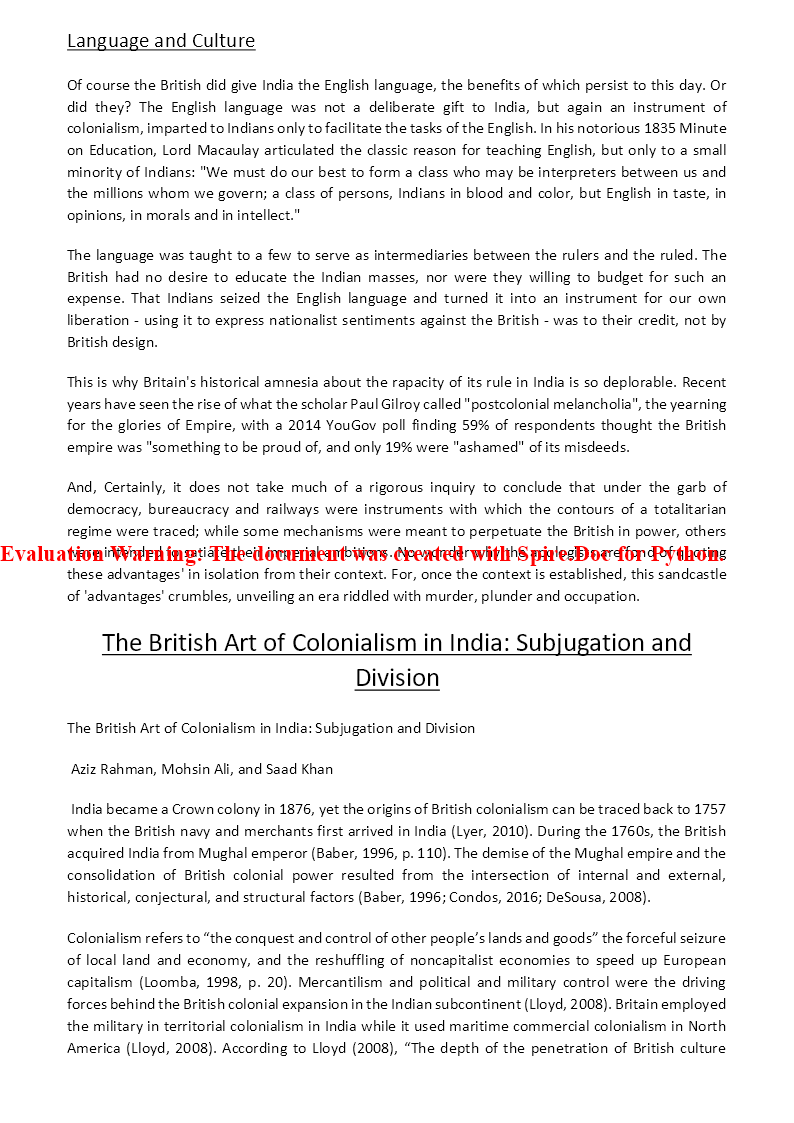 Language and Culture
Of course the British did give India the English language, the benefits of which persist to this day. Or
did they? The English language was not a deliberate gift to India, but again an instrument of
colonialism, imparted to Indians only to facilitate the tasks of the English. In his notorious 1835 Minute
on Education, Lord Macaulay articulated the classic reason for teaching English, but only to a small
minority of Indians: "We must do our best to form a class who may be interpreters between us and
the millions whom we govern; a class of persons, Indians in blood and color, but English in taste, in
opinions, in morals and in intellect."
The language was taught to a few to serve as intermediaries between the rulers and the ruled. The
British had no desire to educate the Indian masses, nor were they willing to budget for such an
expense. That Indians seized the English language and turned it into an instrument for our own
liberation - using it to express nationalist sentiments against the British - was to their credit, not by
British design.
This is why Britain's historical amnesia about the rapacity of its rule in India is so deplorable. Recent
years have seen the rise of what the scholar Paul Gilroy called "postcolonial melancholia", the yearning
for the glories of Empire, with a 2014 YouGov poll finding 59% of respondents thought the British
empire was "something to be proud of, and only 19% were "ashamed" of its misdeeds.
And, Certainly, it does not take much of a rigorous inquiry to conclude that under the garb of
democracy, bureaucracy and railways were instruments with which the contours of a totalitarian
regime were traced; while some mechanisms were meant to perpetuate the British in power, others
Evaluation Warning: The document was created with Spire.Doc for Python.
were intended to satiate their imperial ambitions. No wonder why the apologists are fond of quoting
these advantages' in isolation from their context. For, once the context is established, this sandcastle
of 'advantages' crumbles, unveiling an era riddled with murder, plunder and occupation.
The British Art of Colonialism in India: Subjugation and
Division
The British Art of Colonialism in India: Subjugation and Division
Aziz Rahman, Mohsin Ali, and Saad Khan
India became a Crown colony in 1876, yet the origins of British colonialism can be traced back to 1757
when the British navy and merchants first arrived in India (Lyer, 2010). During the 1760s, the British
acquired India from Mughal emperor (Baber, 1996, p. 110). The demise of the Mughal empire and the
consolidation of British colonial power resulted from the intersection of internal and external,
historical, conjectural, and structural factors (Baber, 1996; Condos, 2016; DeSousa, 2008).
Colonialism refers to “the conquest and control of other people’s lands and goods” the forceful seizure
of local land and economy, and the reshuffling of noncapitalist economies to speed up European
capitalism (Loomba, 1998, p. 20). Mercantilism and political and military control were the driving
forces behind the British colonial expansion in the Indian subcontinent (Lloyd, 2008). Britain employed
the military in territorial colonialism in India while it used maritime commercial colonialism in North
America (Lloyd, 2008). According to Lloyd (2008), “The depth of the penetration of British culture